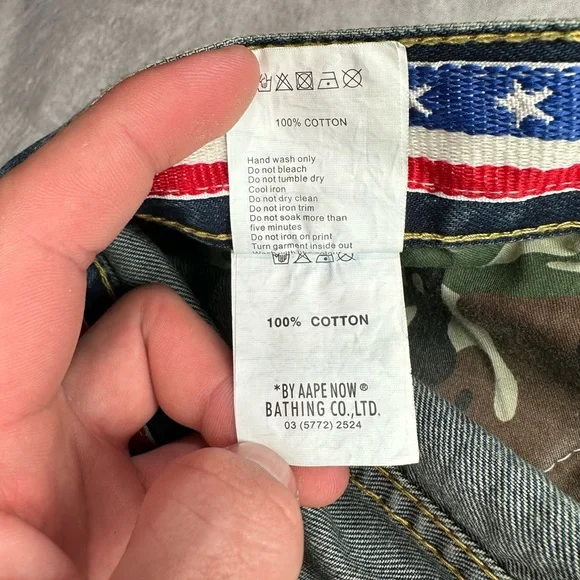 100% COTTON
Hand wash only
Do not bleach
Do not tumble dry
Cool iron
Do not dry clean
Do not iron trim
Do not soak more than
five minutes
Do not iron on print
Turn garment inside out
100% COTTON
*BY AAPE NOW®
BATHING CO.,LTD.
03 (5772) 2524